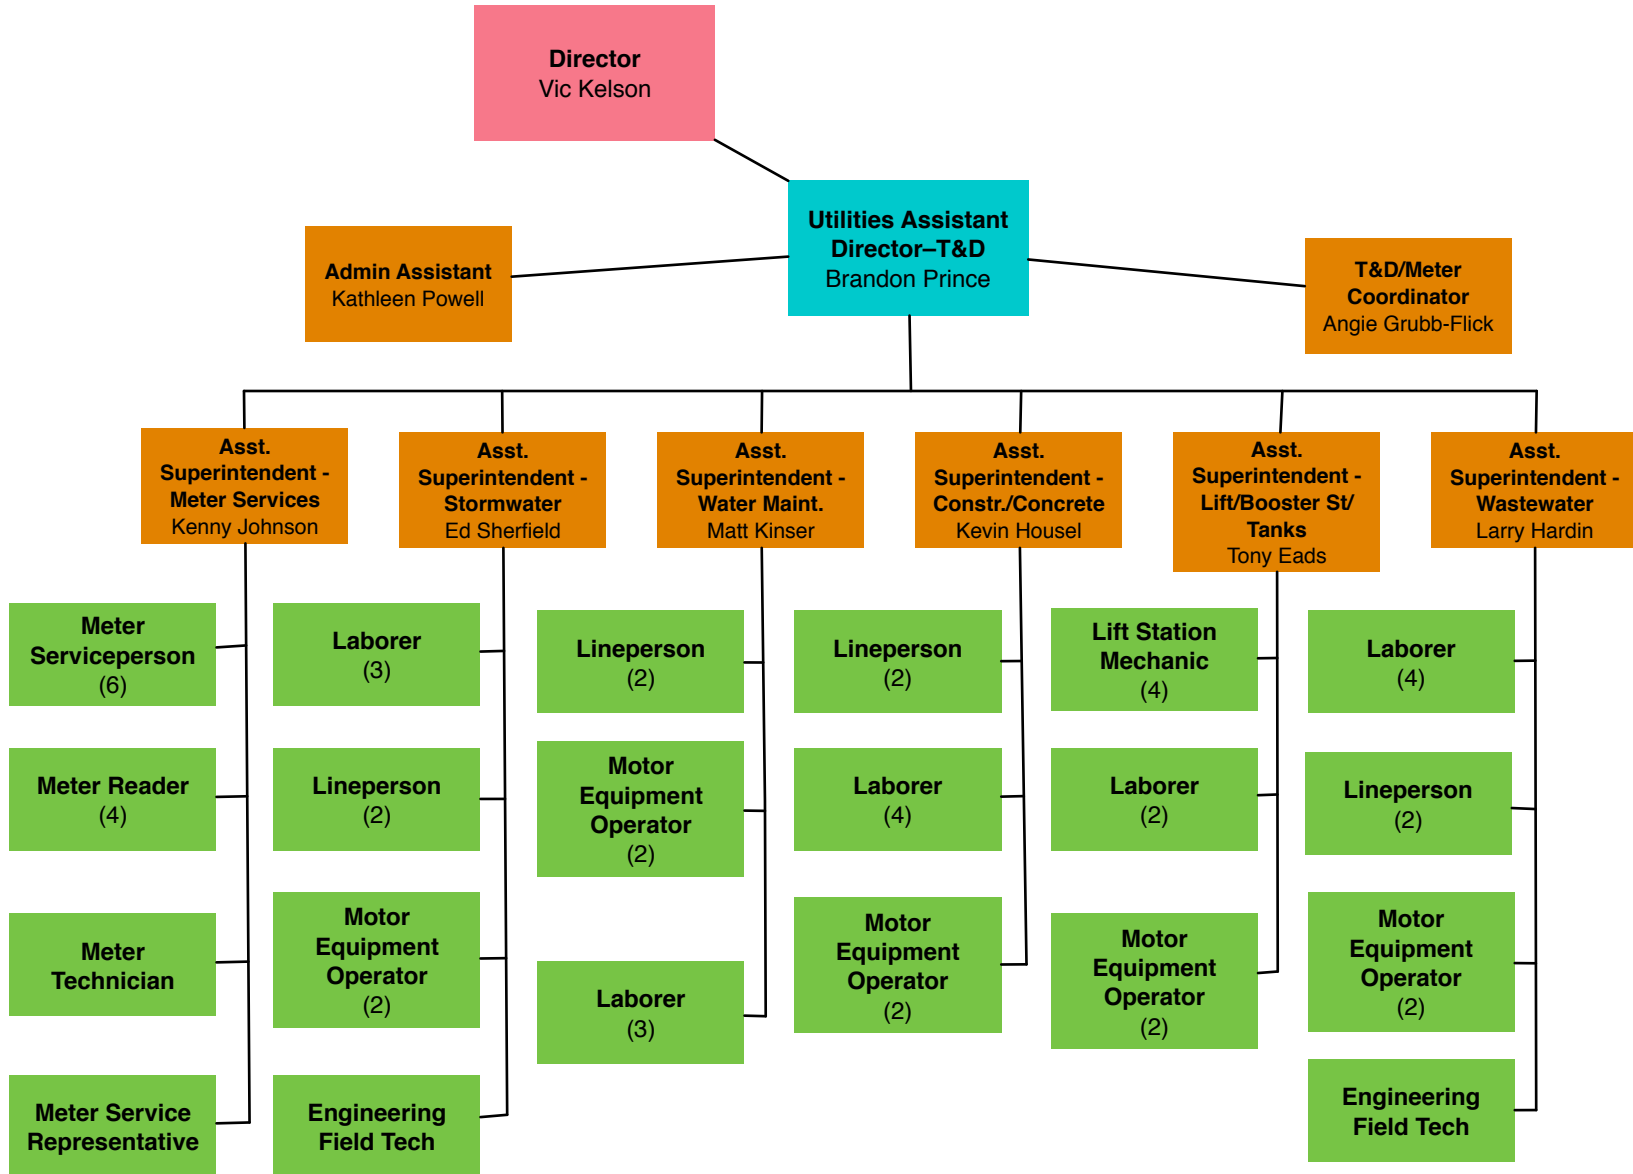 Director
Vic Kelson
Utilities Assistant
Director–T&D
Brandon Prince
Admin Assistant
Kathleen Powell
T&D/Meter
Coordinator
Angie Grubb-Flick
Asst.
Superintendent -
Meter Services
Kenny Johnson
Asst.
Superintendent -
Stormwater
Ed Sherfield
Asst.
Superintendent -
Water Maint.
Matt Kinser
Asst.
Superintendent -
Constr./Concrete
Kevin Housel
Asst.
Superintendent -
Lift/Booster St/
Tanks
Tony Eads
Asst.
Superintendent -
Wastewater
Larry Hardin
Meter
Serviceperson
(6)
Meter Reader
(4)
Meter
Technician
Meter Service
Representative
Laborer
(3)
Lineperson
(2)
Motor
Equipment
Operator
(2)
Engineering
Field Tech
Lineperson
(2)
Motor
Equipment
Operator
(2)
Laborer
(3)
Lineperson
(2)
Laborer
(4)
Motor
Equipment
Operator
(2)
Lift Station
Mechanic
(4)
Laborer
(2)
Motor
Equipment
Operator
(2)
Laborer
(4)
Lineperson
(2)
Motor
Equipment
Operator
(2)
Engineering
Field Tech